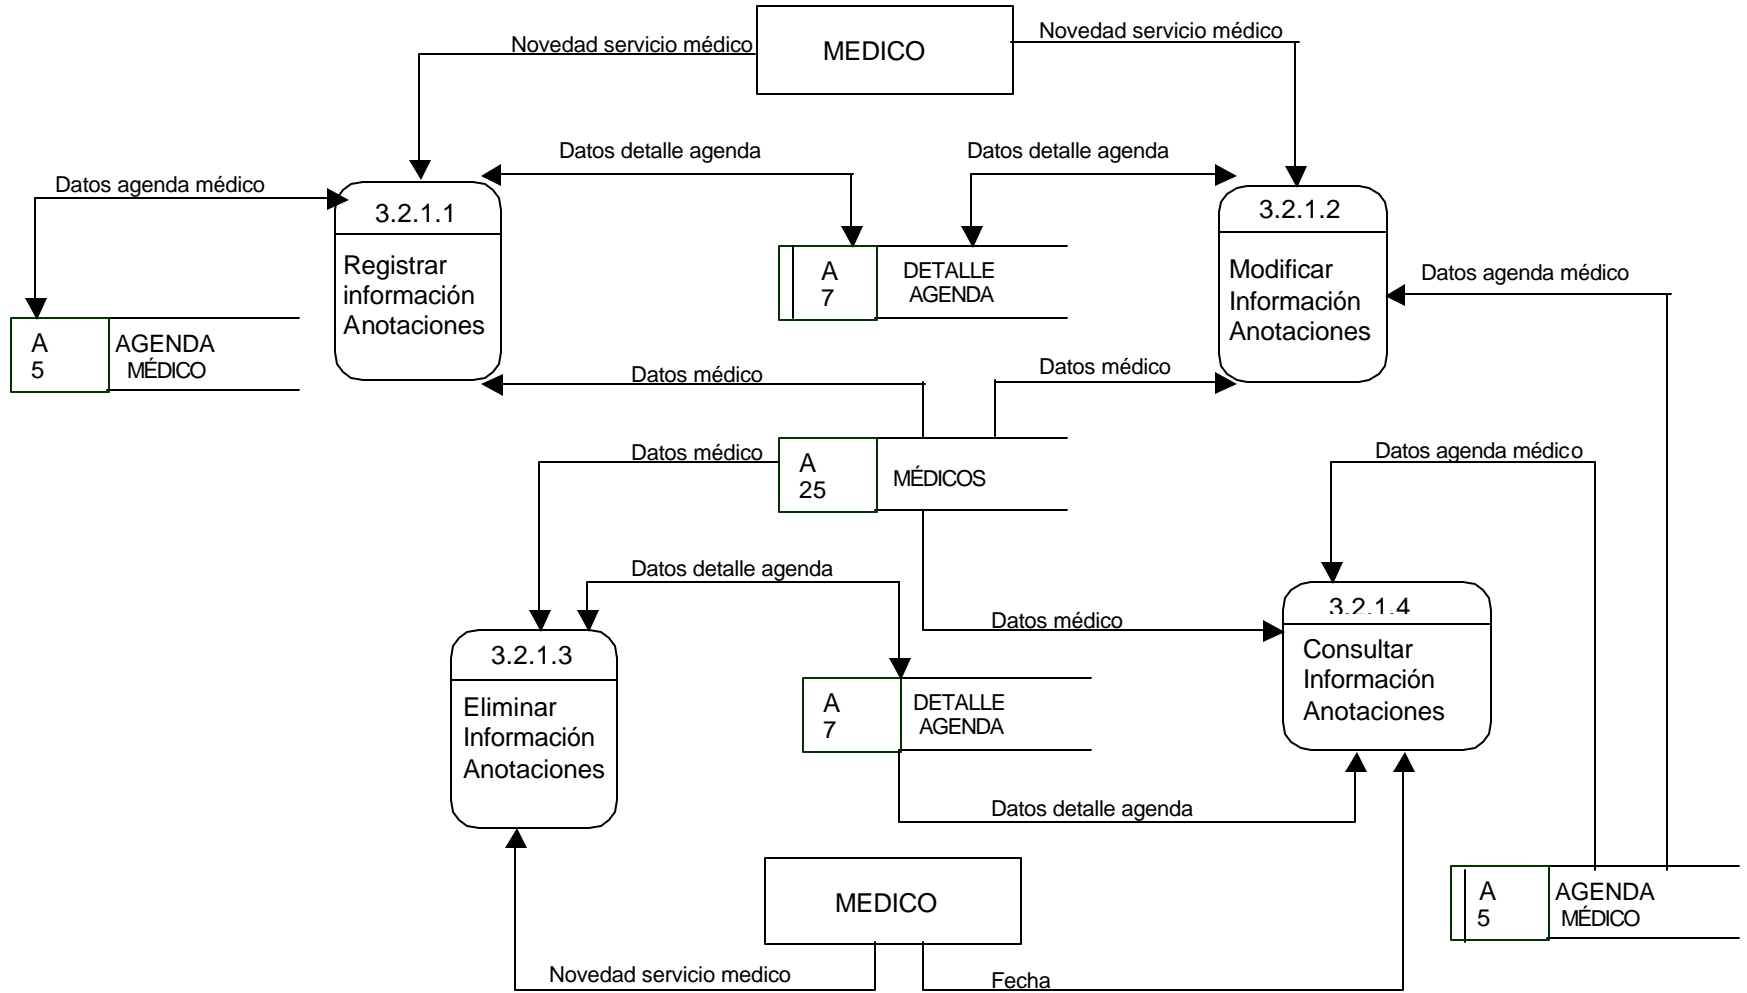 Novedad servicio médico
MEDICO
Novedad servicio médico
Datos detalle agenda
Datos detalle agenda
Datos agenda médico
3.2.1.1
Registrar
información
Anotaciones
3.2.1.2
Modificar
Información
Anotaciones
A
7
DETALLE
AGENDA
Datos agenda médico
A
5
AGENDA
MÉDICO
Datos médico
Datos médico
Datos médico
A
25
MÉDICOS
Datos agenda médico
Datos detalle agenda
Datos médico
3.2.1.3
Eliminar
Información
Anotaciones
3.2.1.4
Consultar
Información
Anotaciones
A
7
DETALLE
AGENDA
Datos detalle agenda
MEDICO
A
5
AGENDA
MÉDICO
Novedad servicio medico
Fecha